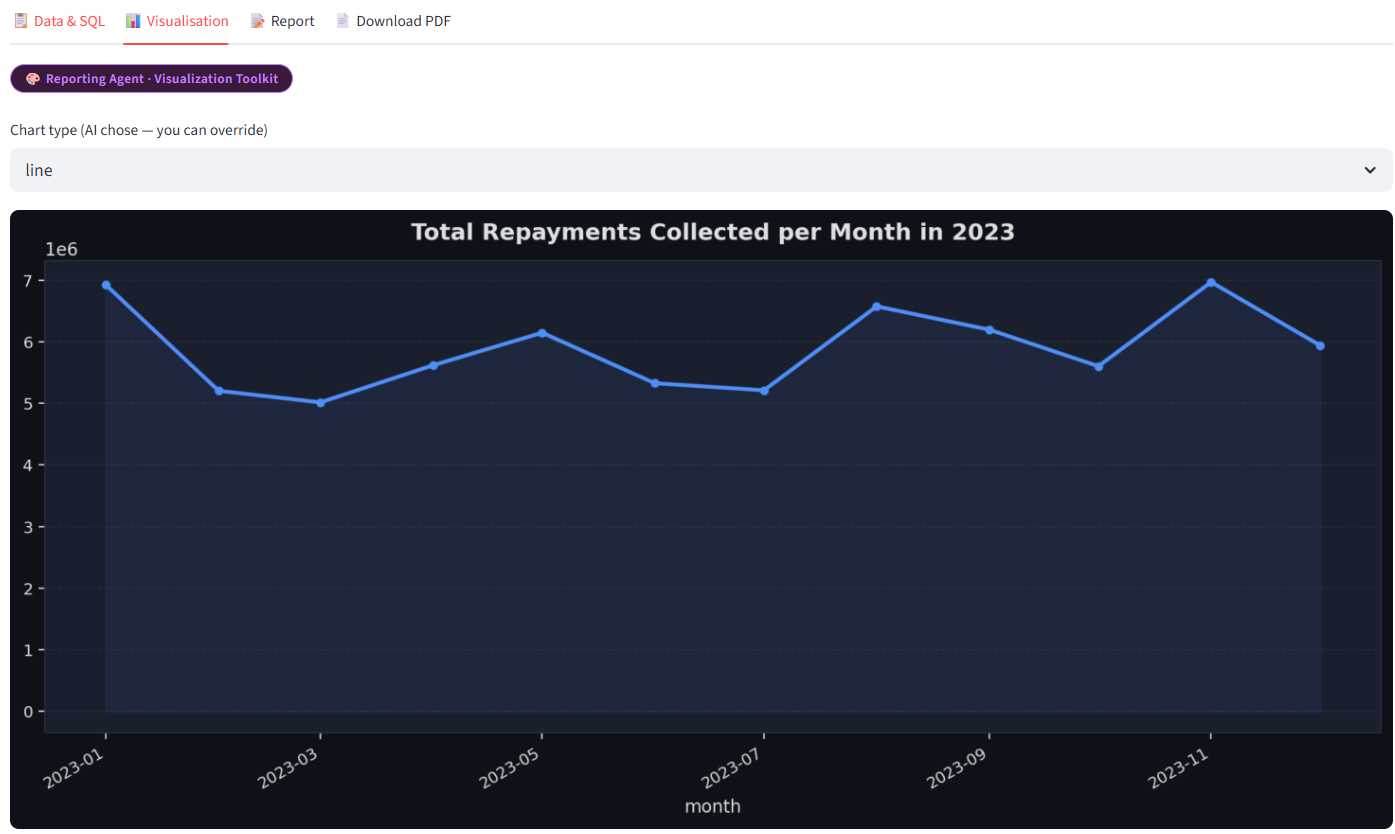 📋 Data & SQL 📊 Visualisation 📝 Report 📄 Download PDF
🎨 Reporting Agent · Visualization Toolkit
Chart type (AI chose — you can override)
line
Total Repayments Collected per Month in 2023
1e6
7
6
5
4
3
2
1
0
2023-01 2023-03 2023-05 2023-07 2023-09 2023-11
month